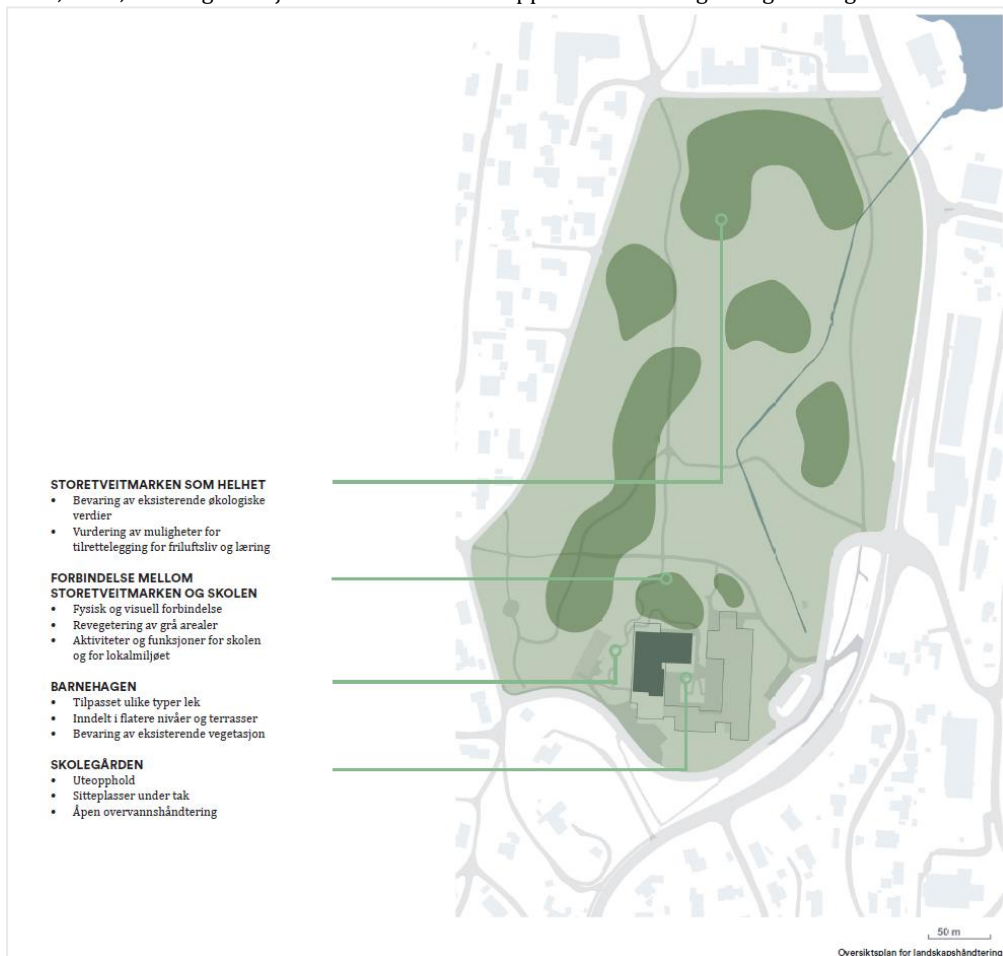 STORETVEITMARKEN SOM HELHET
• Bevaring av eksisterende økologiske
verdier
• Vurdering av muligheter for
tilrettelegging for friluftsliv og læring
FORBINDELSE MELLOM
STORETVEITMARKEN OG SKOLEN
• Fysisk og visuell forbindelse
• Revegetering av grå arealer
• Aktiviteter og funksjoner for skolen
og for lokalmiljøet
BARNEHAGEN
• Tilpasset ulike typer lek
• Inndelt i flatere nivåer og terrasser
• Bevaring av eksisterende vegetasjon
SKOLEGÅRDEN
• Uteopphold
• Sitteplasser under tak
• Åpen overvannshåndtering
50 m
Oversiktsplan for landskapshåndtering